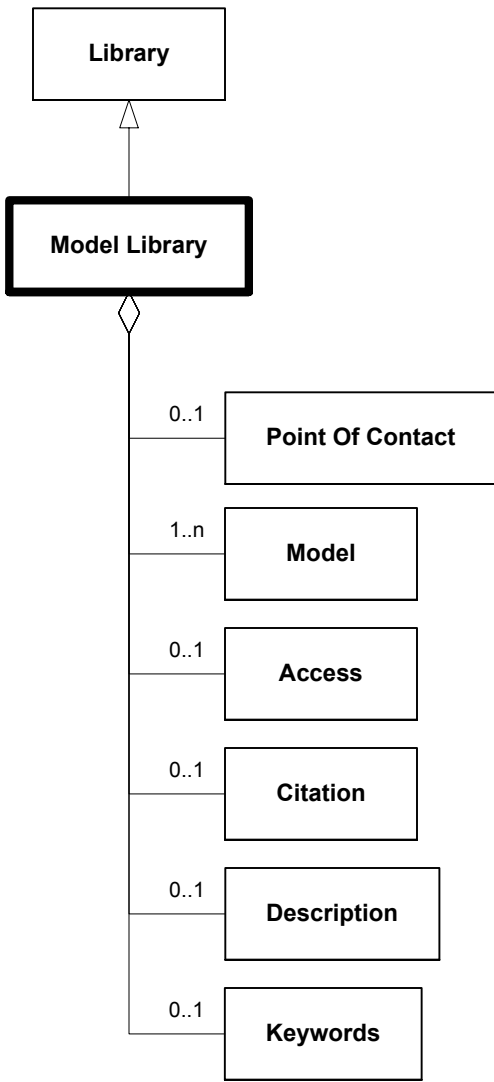 Library
Model Library
0..1
Point Of Contact
1..n
Model
0..1
Access
0..1
Citation
0..1
Description
0..1
Keywords